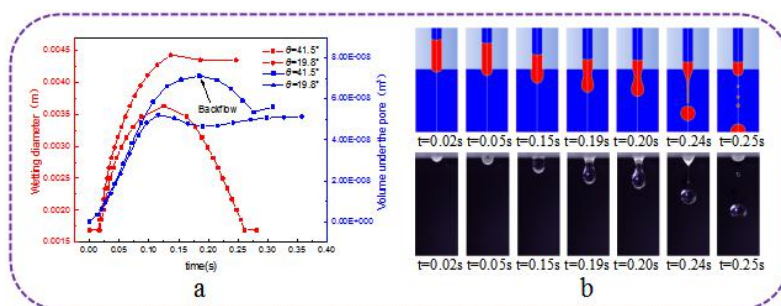 0.0045
0.0040
0.0035
0.0030
0.0025
0.0020
0.0015
Wetting diameter (m)
θ=41.5°
θ=19.8°
θ=41.5°
θ=19.8°
Backflow
8.00E-008
6.00E-008
4.00E-008
2.00E-008
0.00E+000
Volume under the pore (m³)
0.00 0.05 0.10 0.15 0.20 0.25 0.30 0.35 0.40
time(s)
a
t=0.02s t=0.05s t=0.15s t=0.19s t=0.20s t=0.24s t=0.25s
t=0.02s t=0.05s t=0.15s t=0.19s t=0.20s t=0.24s t=0.25s
b